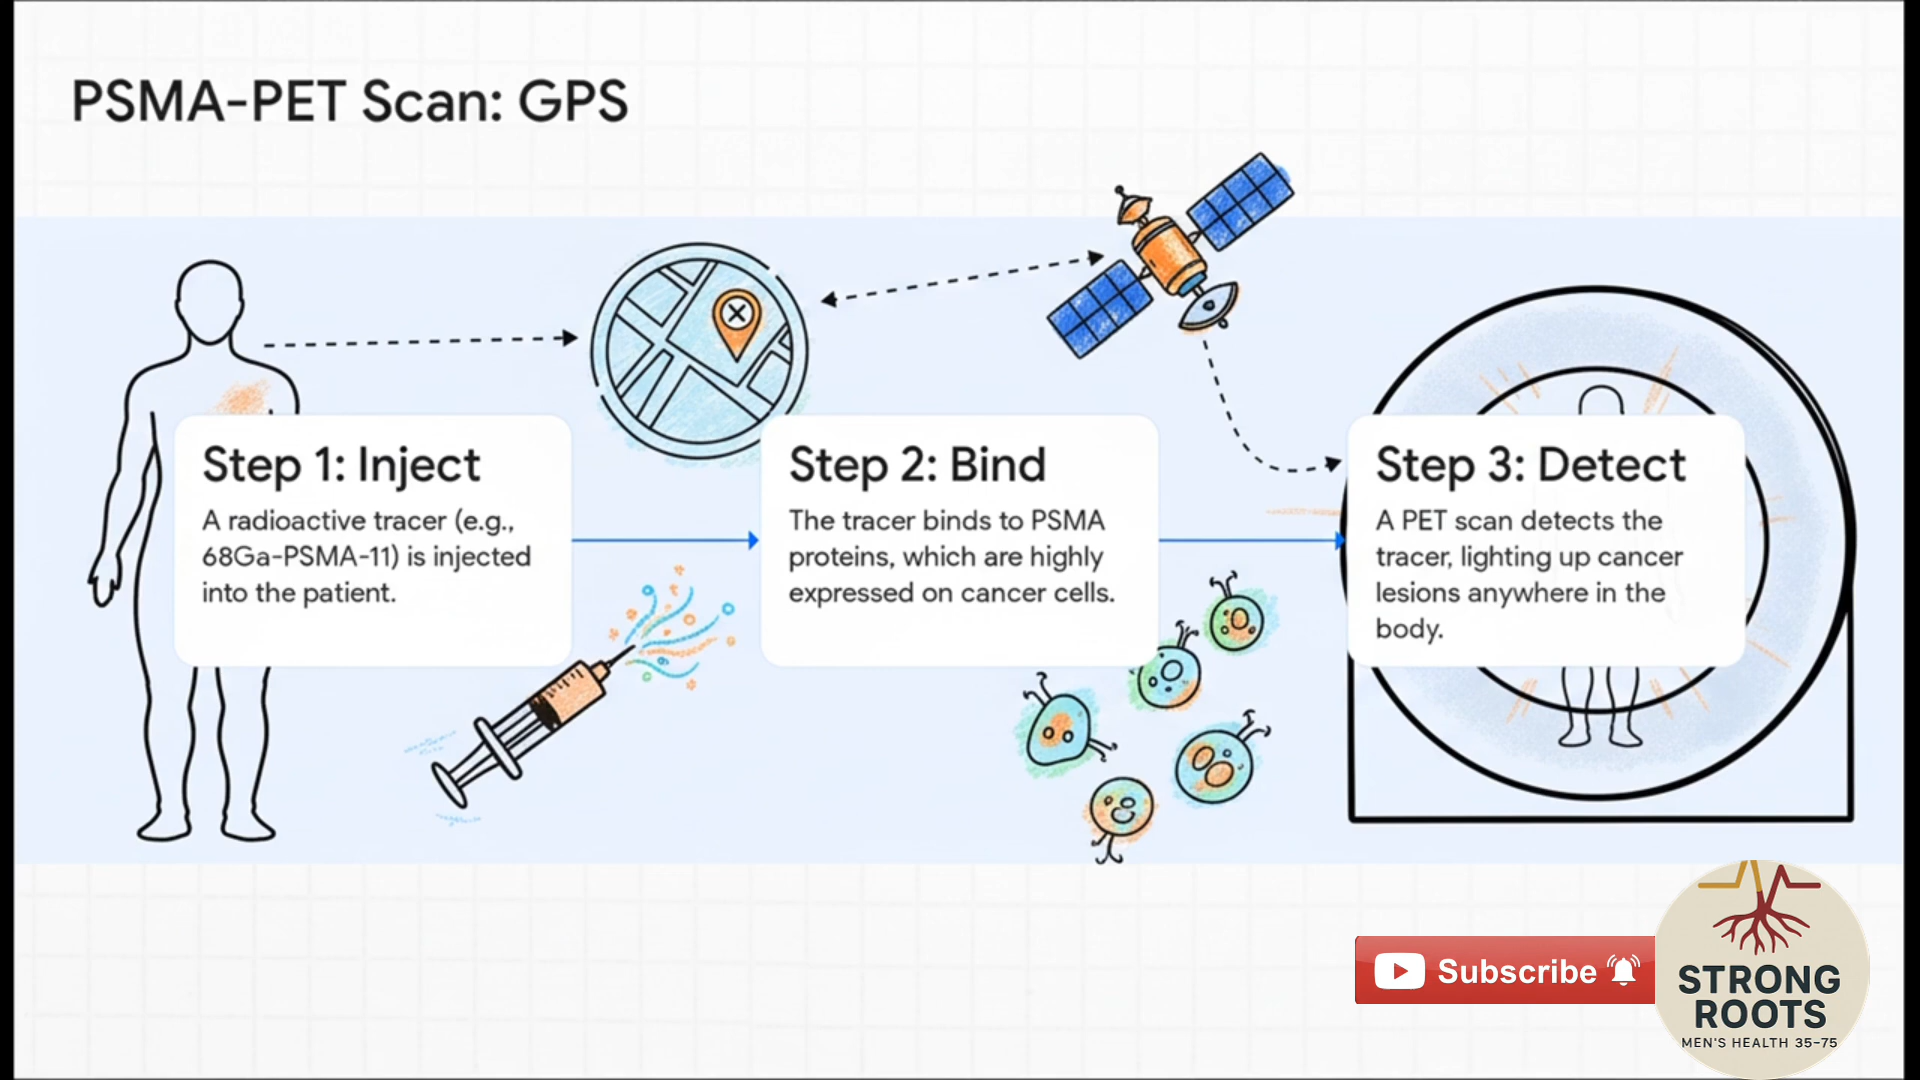 PSMA-PET Scan: GPS
Step 1: Inject
A radioactive tracer (e.g.,
68Ga-PSMA-11) is injected
into the patient.
Step 2: Bind
The tracer binds to PSMA
proteins, which are highly
expressed on cancer cells.
Step 3: Detect
A PET scan detects the
tracer, lighting up cancer
lesions anywhere in the
body.
Subscribe
STRONG
ROOTS
MEN'S HEALTH 35-75